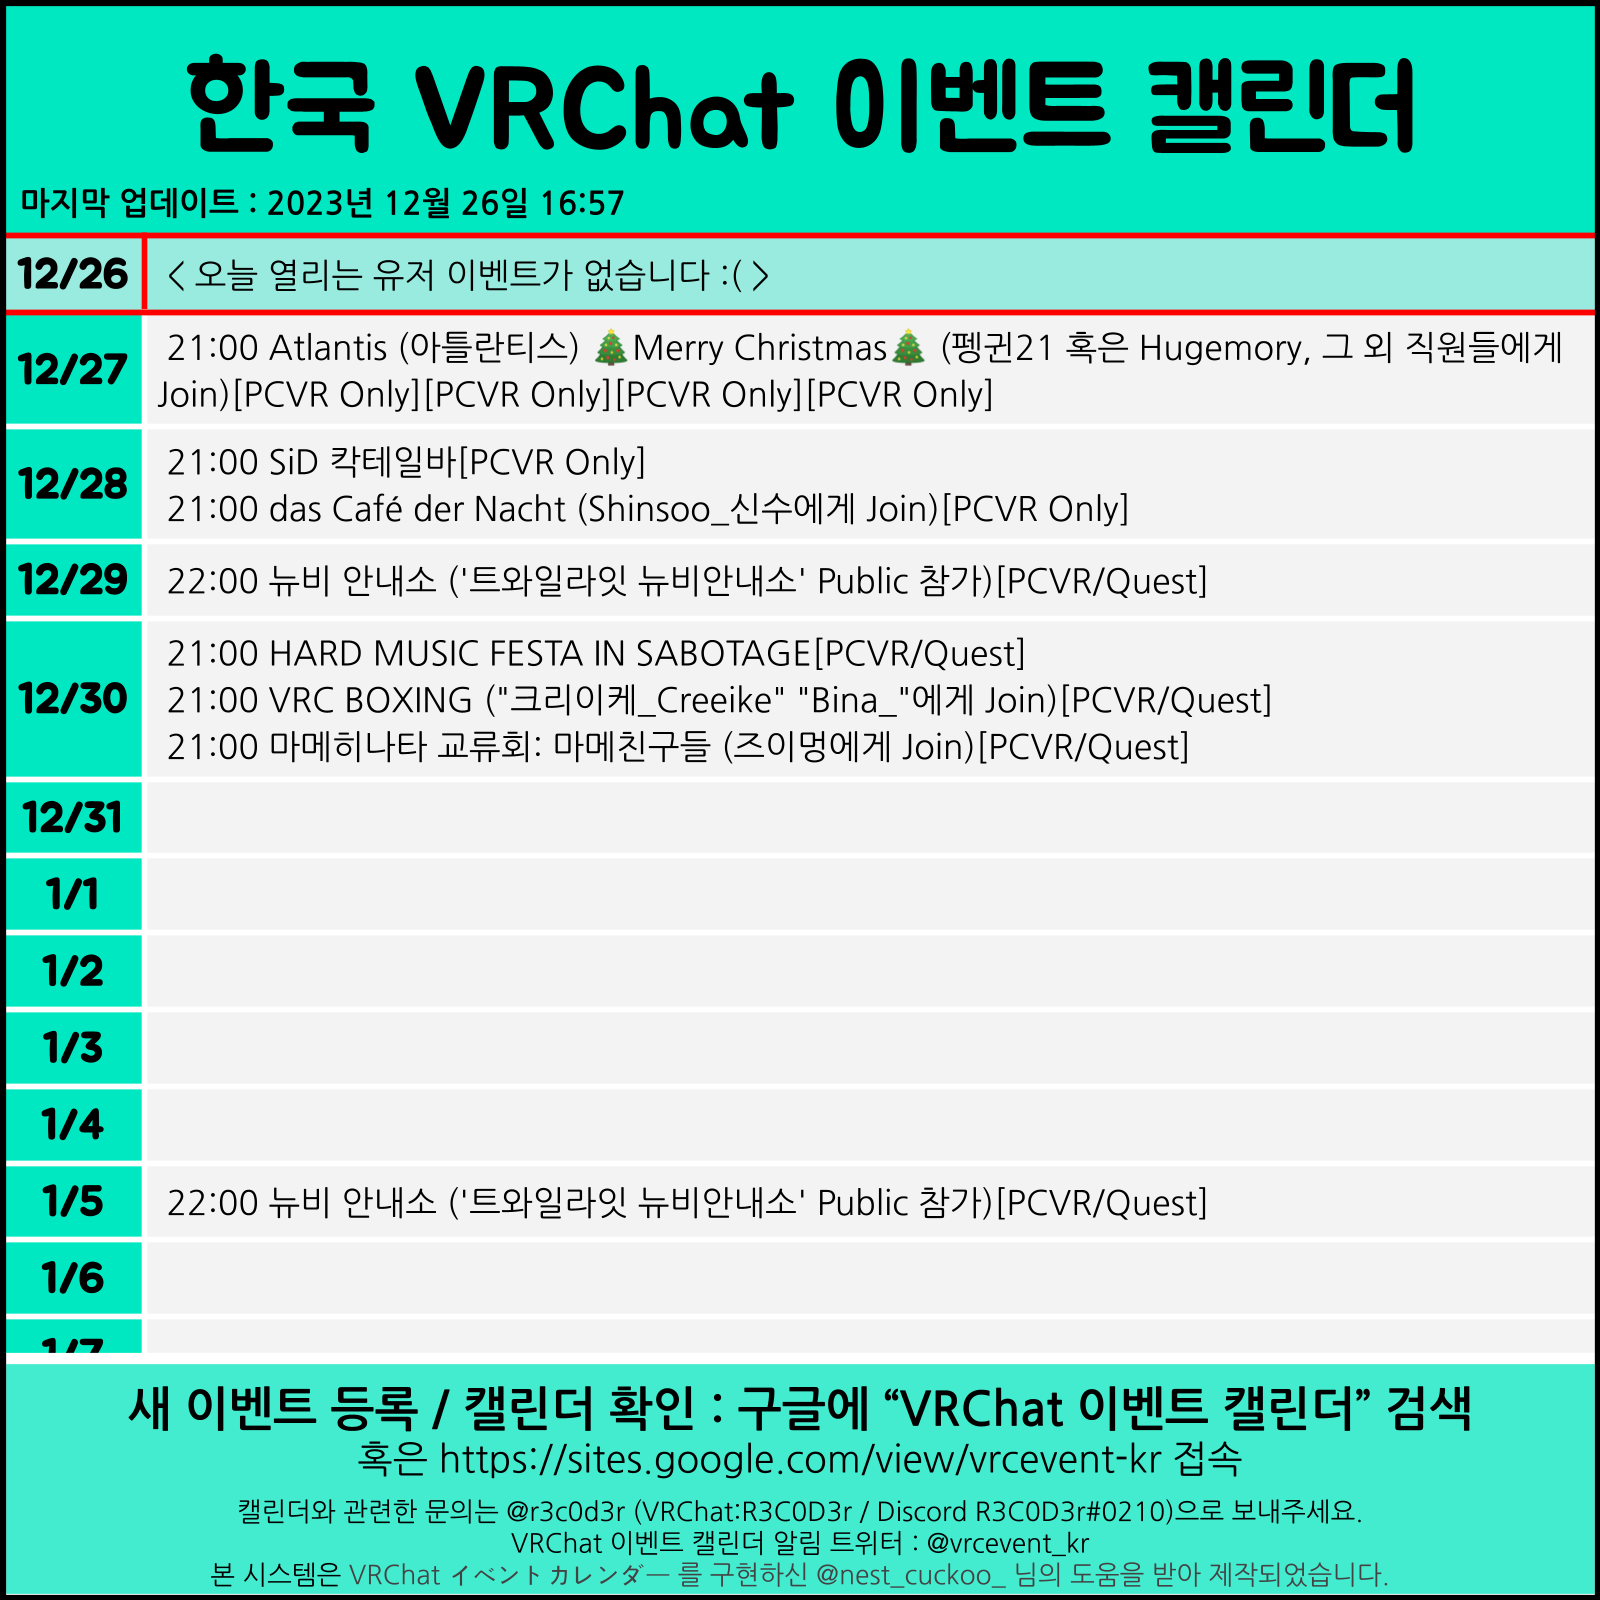 한국 VRChat 이벤트 캘린더
마지막 업데이트 : 2023년 12월 26일 16:57
12/26 < 오늘 열리는 유저 이벤트가 없습니다 :( >
12/27 21:00 Atlantis (아틀란티스) 🎄Merry Christmas🎄 (펭귄21 혹은 Hugemory, 그 외 직원들에게
Join)[PCVR Only][PCVR Only][PCVR Only][PCVR Only]
12/28 21:00 SiD 칵테일바[PCVR Only]
21:00 das Café der Nacht (Shinsoo_신수에게 Join)[PCVR Only]
12/29 22:00 뉴비 안내소 ('트와일라잇 뉴비안내소' Public 참가)[PCVR/Quest]
12/30 21:00 HARD MUSIC FESTA IN SABOTAGE[PCVR/Quest]
21:00 VRC BOXING ("크리이케_Creeike" "Bina_"에게 Join)[PCVR/Quest]
21:00 마메히나타 교류회: 마메친구들 (즈이멍에게 Join)[PCVR/Quest]
12/31
1/1
1/2
1/3
1/4
1/5 22:00 뉴비 안내소 ('트와일라잇 뉴비안내소' Public 참가)[PCVR/Quest]
1/6
1/7
새 이벤트 등록 / 캘린더 확인 : 구글에 “VRChat 이벤트 캘린더” 검색
혹은 https://sites.google.com/view/vrcevent-kr 접속
캘린더와 관련한 문의는 @r3c0d3r (VRChat:R3C0D3r / Discord R3C0D3r#0210)으로 보내주세요.
VRChat 이벤트 캘린더 알림 트위터 : @vrcevent_kr
본 시스템은 VRChat イベントカレンダー 를 구현하신 @nest_cuckoo_ 님의 도움을 받아 제작되었습니다.